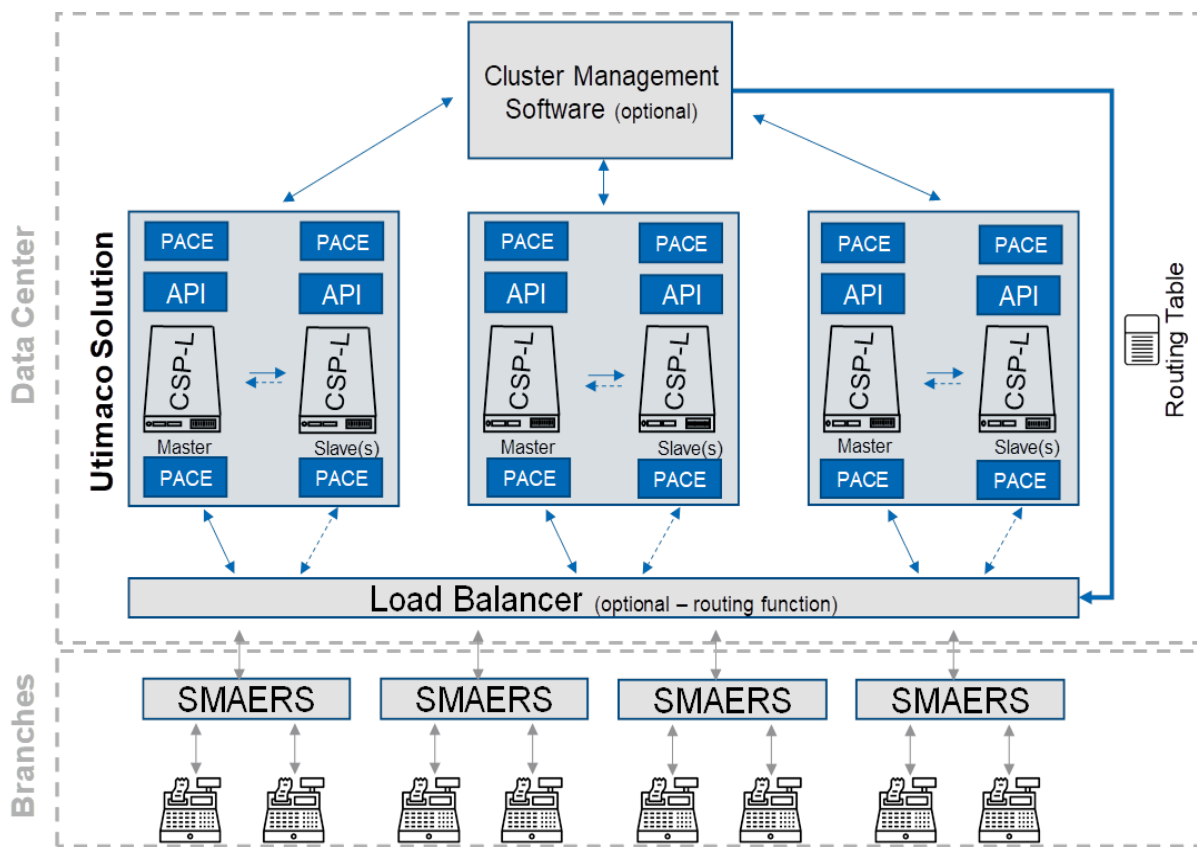 Cluster Management
Software (optional)
Data Center
Utimaco Solution
PACE PACE
API API
CSP-L CSP-L
Master Slave(s)
PACE PACE
PACE PACE
API API
CSP-L CSP-L
Master Slave(s)
PACE PACE
PACE PACE
API API
CSP-L CSP-L
Master Slave(s)
PACE PACE
Routing Table
Load Balancer (optional – routing function)
Branches
SMAERS SMAERS SMAERS SMAERS